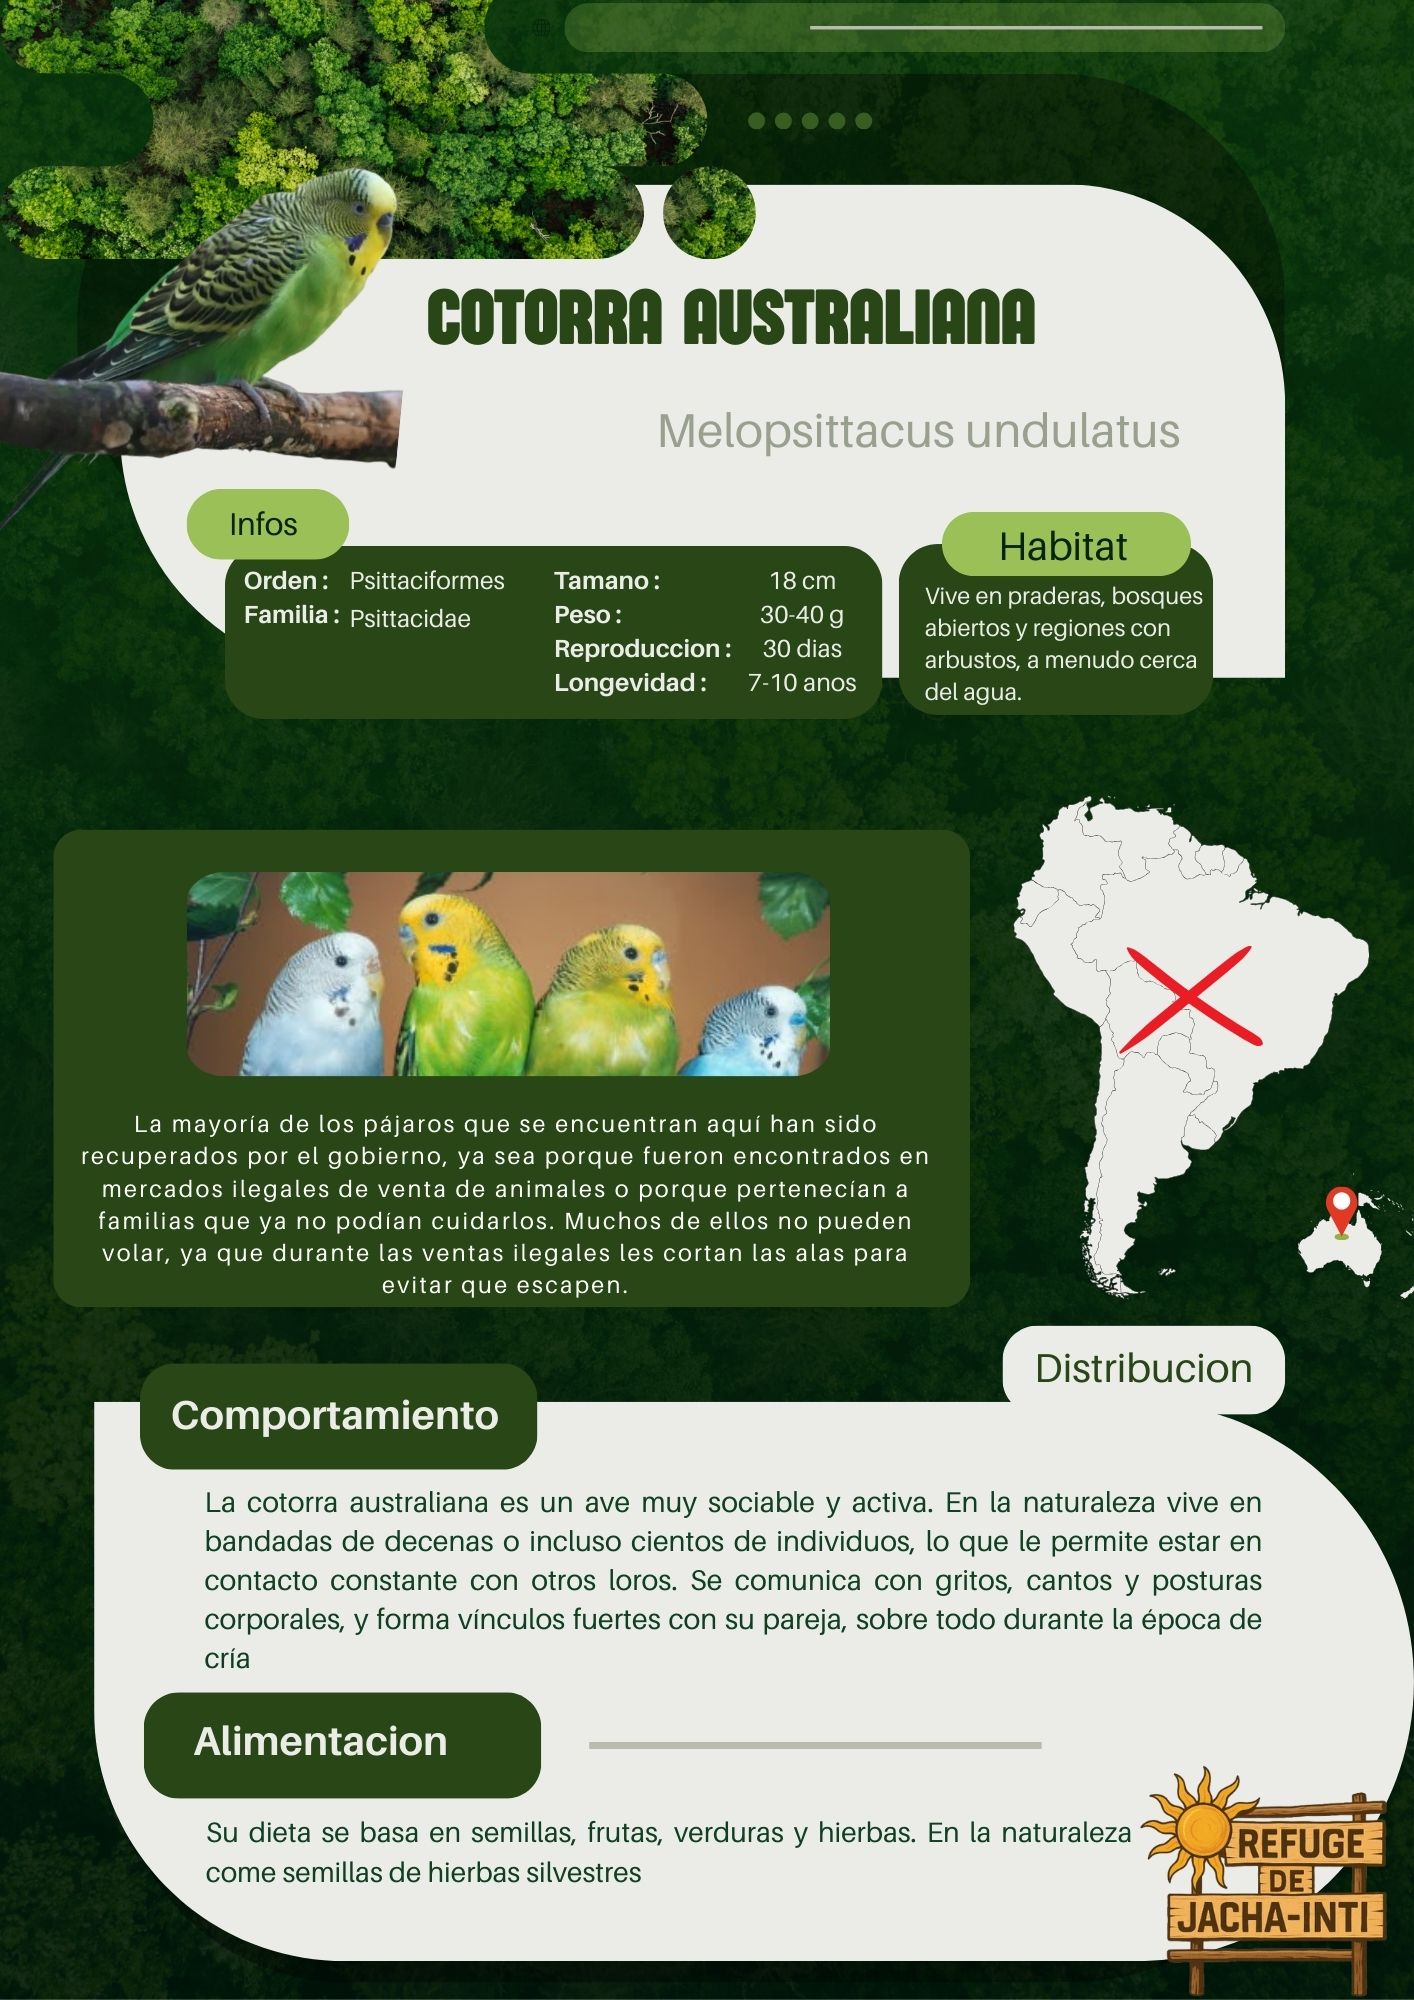 COTORRA AUSTRALIANA
Melopsittacus undulatus
Infos
Orden : Psittaciformes
Familia : Psittacidae
Tamano : 18 cm
Peso : 30-40 g
Reproduccion : 30 dias
Longevidad : 7-10 anos
Habitat
Vive en praderas, bosques
abiertos y regiones con
arbustos, a menudo cerca
del agua.
La mayoría de los pájaros que se encuentran aquí han sido
recuperados por el gobierno, ya sea porque fueron encontrados en
mercados ilegales de venta de animales o porque pertenecían a
familias que ya no podían cuidarlos. Muchos de ellos no pueden
volar, ya que durante las ventas ilegales les cortan las alas para
evitar que escapen.
Distribucion
Comportamiento
La cotorra australiana es un ave muy sociable y activa. En la naturaleza vive en
bandadas de decenas o incluso cientos de individuos, lo que le permite estar en
contacto constante con otros loros. Se comunica con gritos, cantos y posturas
corporales, y forma vínculos fuertes con su pareja, sobre todo durante la época de
cría
Alimentacion
Su dieta se basa en semillas, frutas, verduras y hierbas. En la naturaleza
come semillas de hierbas silvestres
REFUGE
DE
JACHA-INTI